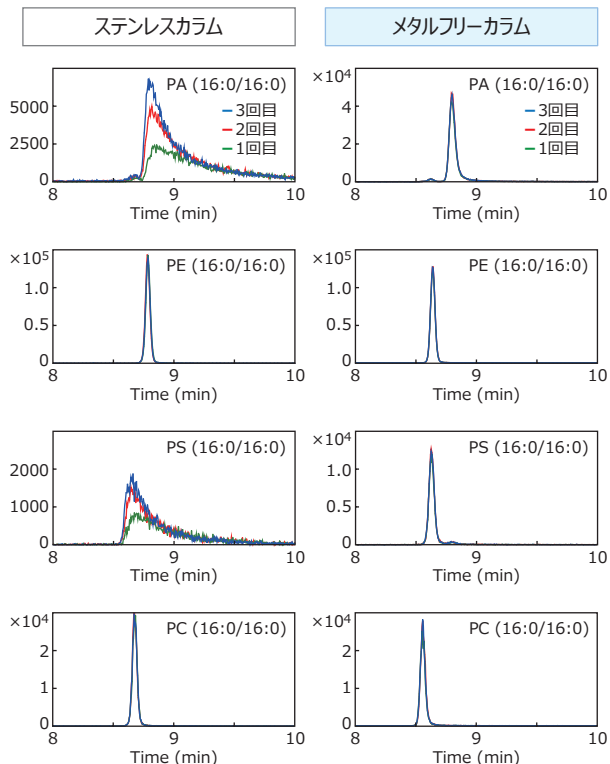 ステンレスカラム
メタルフリーカラム
PA (16:0/16:0)
3回目
2回目
1回目
5000
2500
0
8 9 10
Time (min)
×10⁴
PA (16:0/16:0)
3回目
2回目
1回目
4
2
0
8 9 10
Time (min)
×10⁵
PE (16:0/16:0)
1.0
0.5
0
8 9 10
Time (min)
×10⁵
PE (16:0/16:0)
1.0
0.5
0
8 9 10
Time (min)
PS (16:0/16:0)
2000
1000
0
8 9 10
Time (min)
×10⁴
PS (16:0/16:0)
1.0
0.5
0
8 9 10
Time (min)
×10⁴
PC (16:0/16:0)
2
1
0
8 9 10
Time (min)
×10⁴
PC (16:0/16:0)
2
1
0
8 9 10
Time (min)